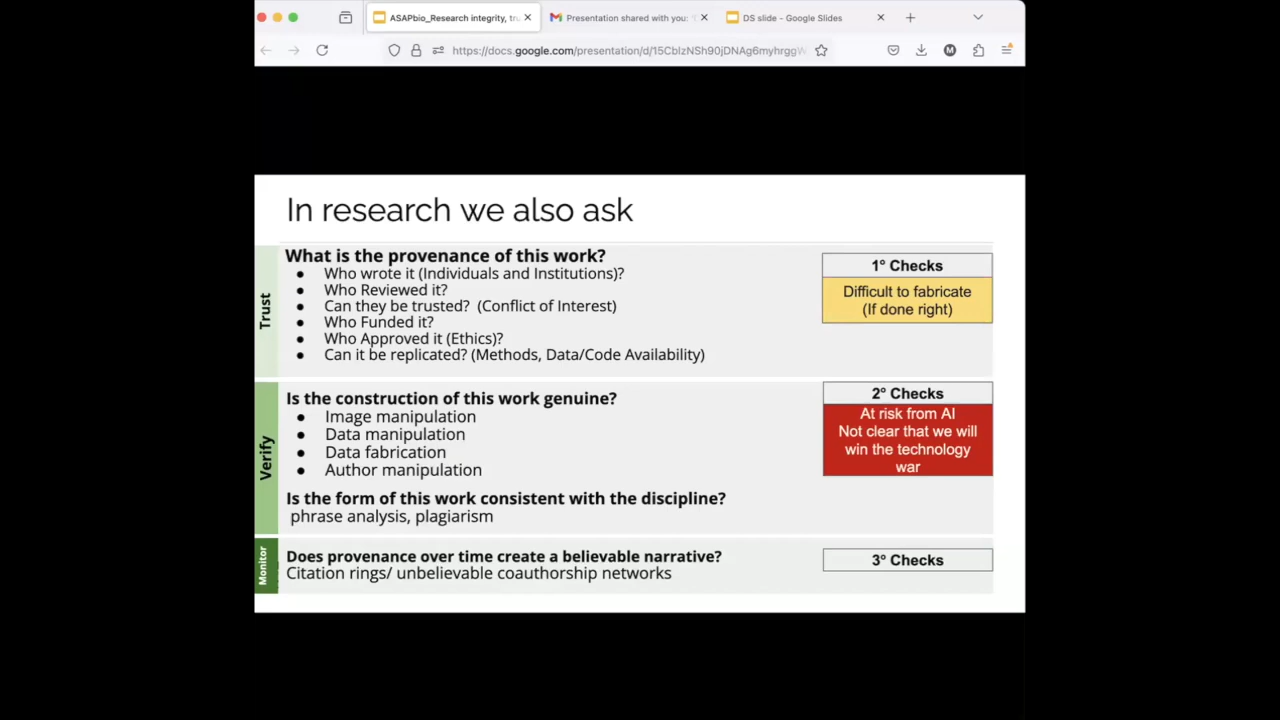 ASAPbio_Research integrity, tru
Presentation shared with you: "
DS slide - Google Slides
https://docs.google.com/presentation/d/15CblzNSh90jDNAg6myhrggW
M
In research we also ask
Trust
What is the provenance of this work?
● Who wrote it (Individuals and Institutions)?
● Who Reviewed it?
● Can they be trusted? (Conflict of Interest)
● Who Funded it?
● Who Approved it (Ethics)?
● Can it be replicated? (Methods, Data/Code Availability)
1° Checks
Difficult to fabricate
(If done right)
Verify
Is the construction of this work genuine?
● Image manipulation
● Data manipulation
● Data fabrication
● Author manipulation
Is the form of this work consistent with the discipline?
phrase analysis, plagiarism
2° Checks
At risk from AI
Not clear that we will
win the technology
war
Monitor
Does provenance over time create a believable narrative?
Citation rings/ unbelievable coauthorship networks
3° Checks